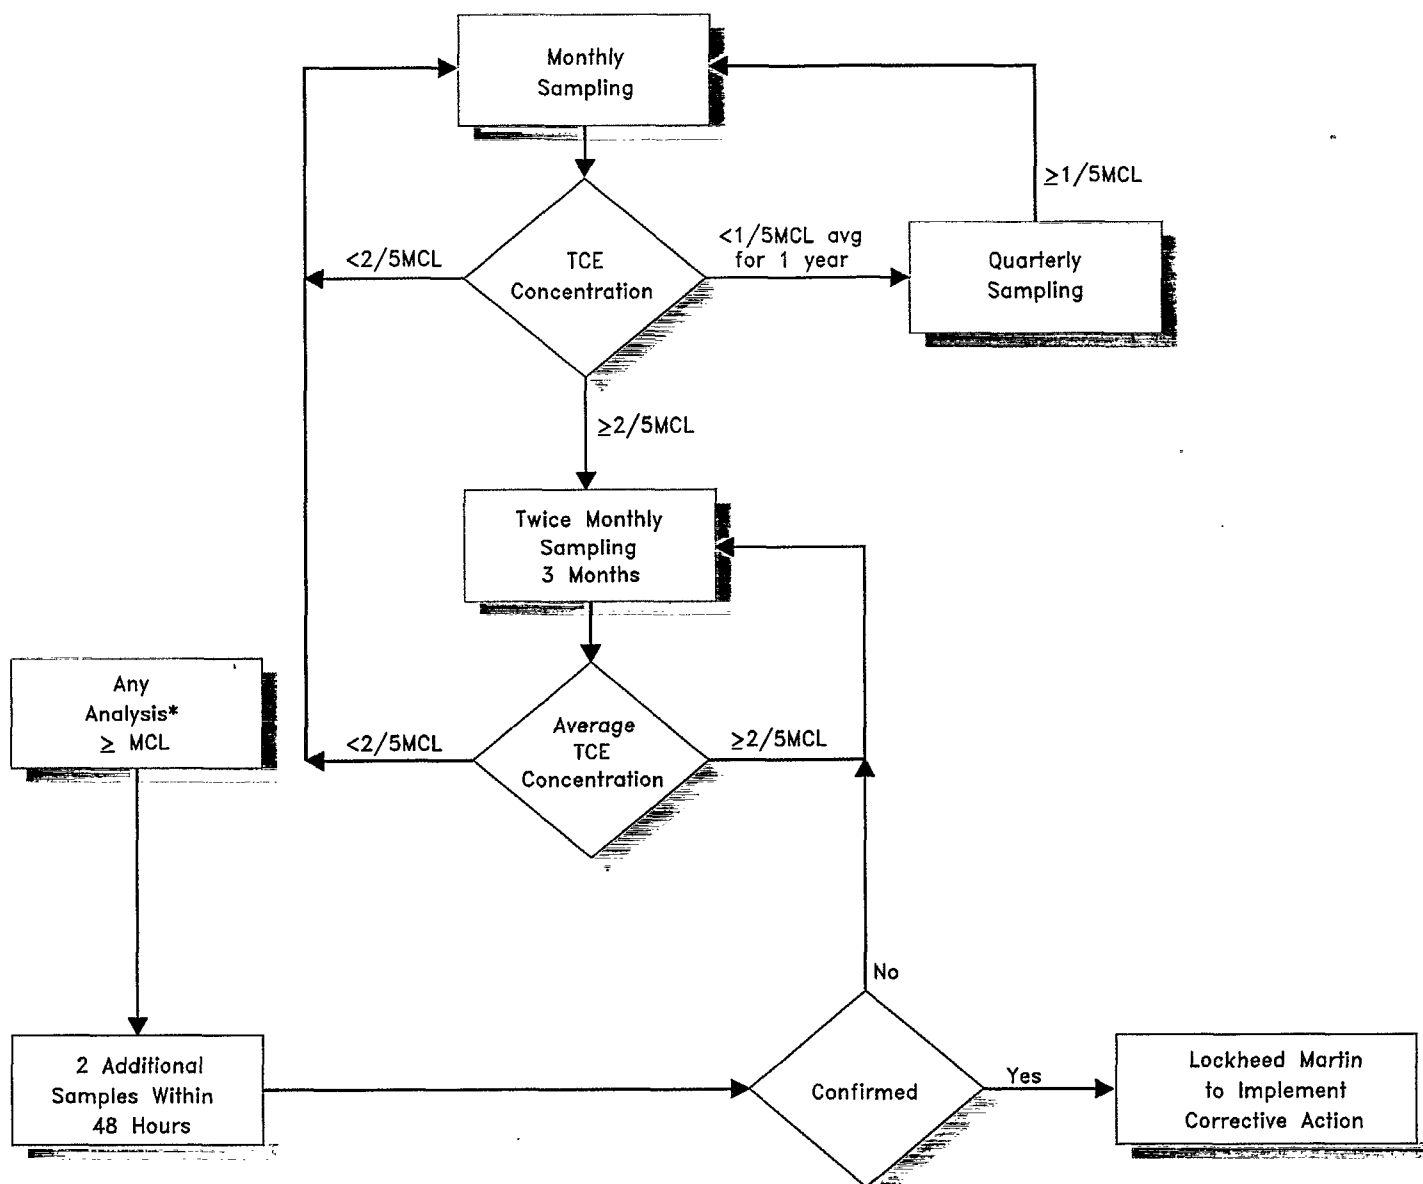 Monthly
Sampling
≥1/5MCL
<1/5MCL avg
for 1 year
<2/5MCL
TCE
Concentration
Quarterly
Sampling
≥2/5MCL
Twice Monthly
Sampling
3 Months
Any
Analysis*
≥ MCL
<2/5MCL
Average
TCE
Concentration
≥2/5MCL
No
2 Additional
Samples Within
48 Hours
Confirmed
Yes
Lockheed Martin
to Implement
Corrective Action